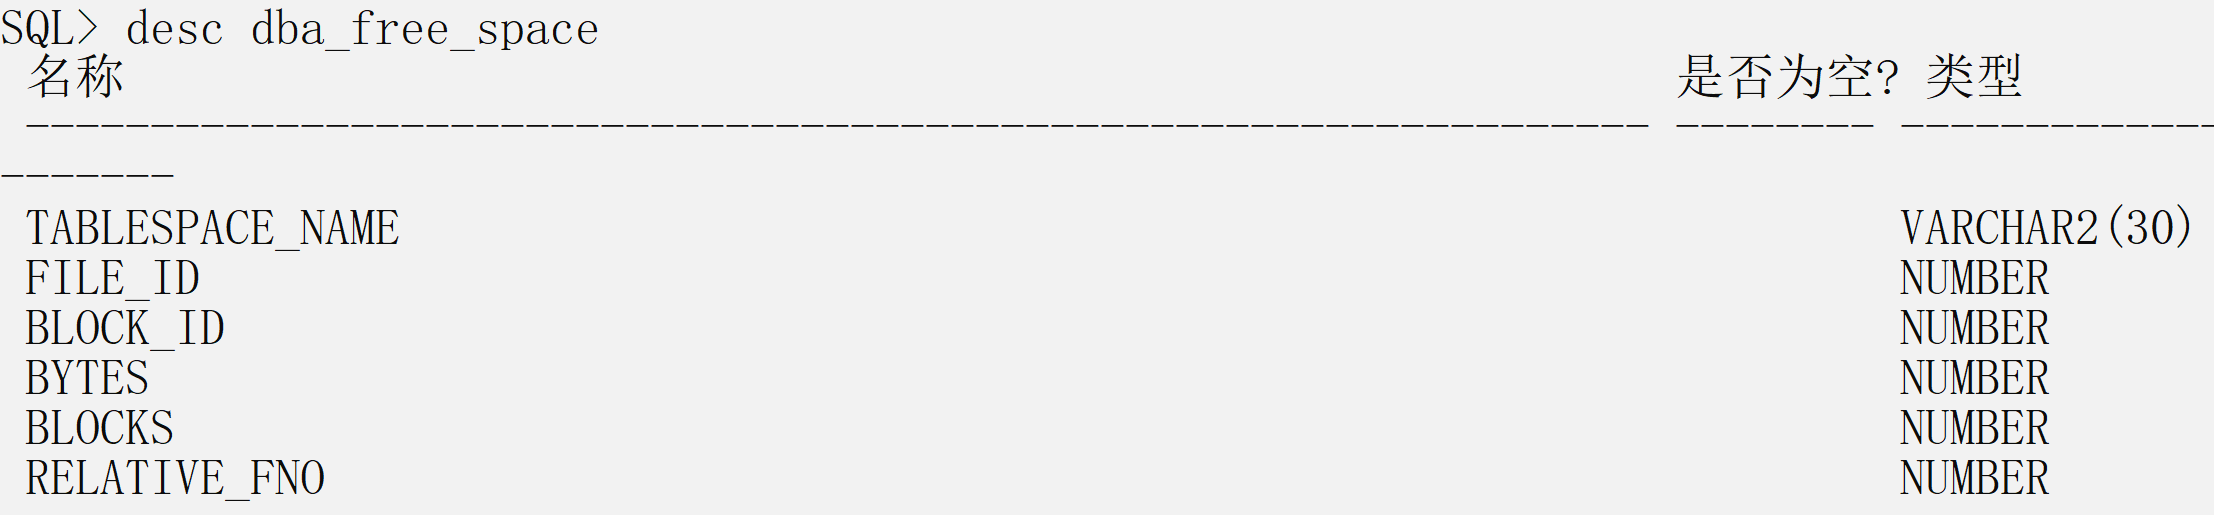 SQL> desc dba_free_space
名称 是否为空? 类型
----------------------------------------------------------------- -------- -------------
-------
TABLESPACE_NAME VARCHAR2(30)
FILE_ID NUMBER
BLOCK_ID NUMBER
BYTES NUMBER
BLOCKS NUMBER
RELATIVE_FNO NUMBER